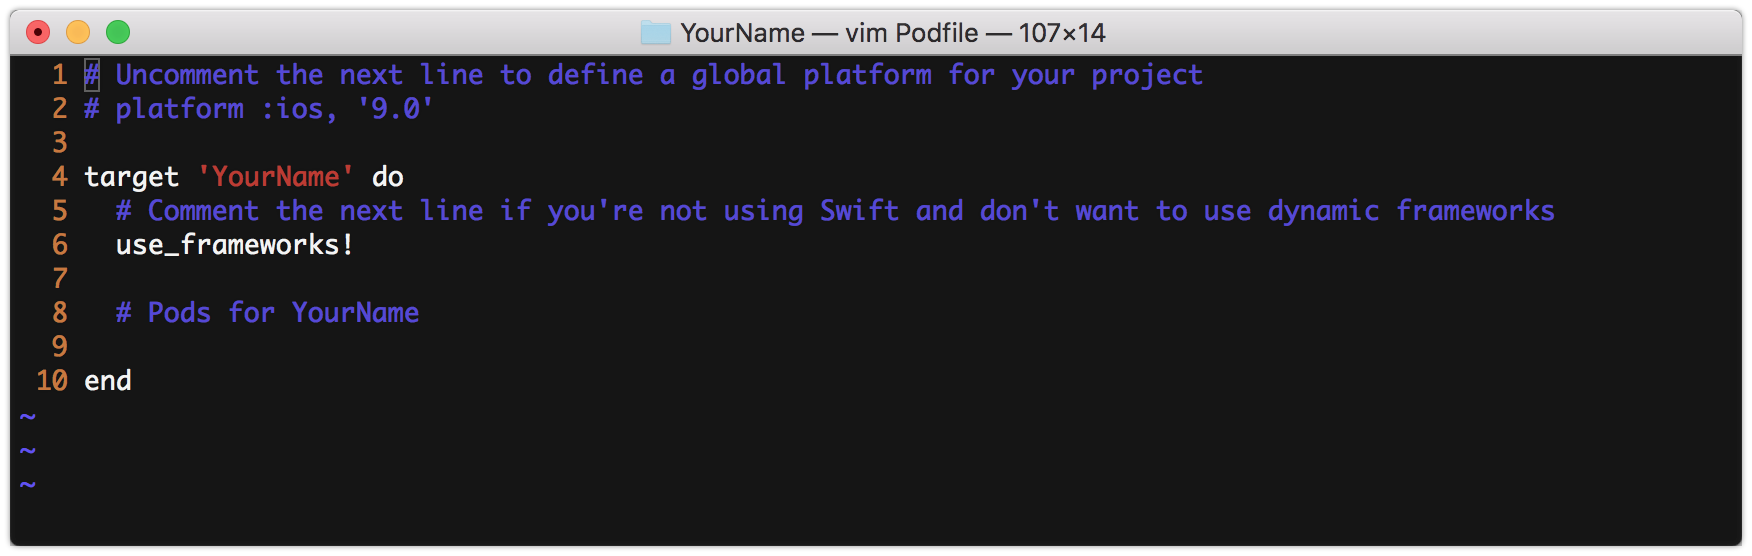 YourName — vim Podfile — 107×14
1 # Uncomment the next line to define a global platform for your project
2 # platform :ios, '9.0'
3
4 target 'YourName' do
5   # Comment the next line if you're not using Swift and don't want to use dynamic frameworks
6   use_frameworks!
7
8   # Pods for YourName
9
10 end
~
~
~